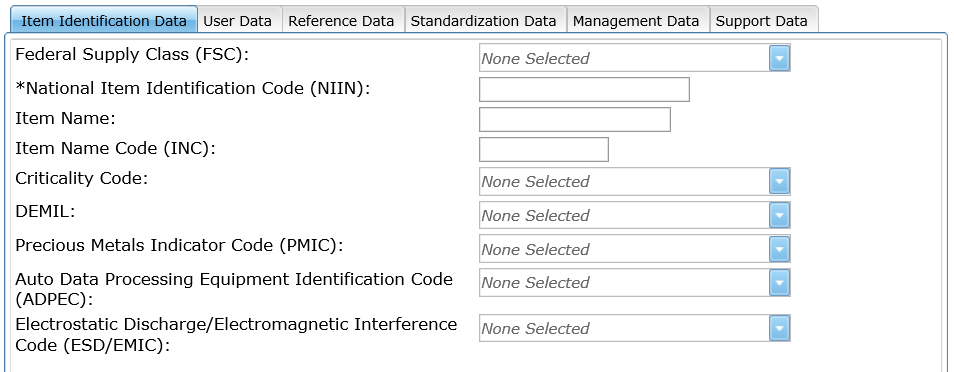 Item Identification Data User Data Reference Data Standardization Data Management Data Support Data
Federal Supply Class (FSC): None Selected
*National Item Identification Code (NIIN):
Item Name:
Item Name Code (INC):
Criticality Code: None Selected
DEMIL: None Selected
Precious Metals Indicator Code (PMIC): None Selected
Auto Data Processing Equipment Identification Code None Selected
(ADPEC):
Electrostatic Discharge/Electromagnetic Interference None Selected
Code (ESD/EMIC):